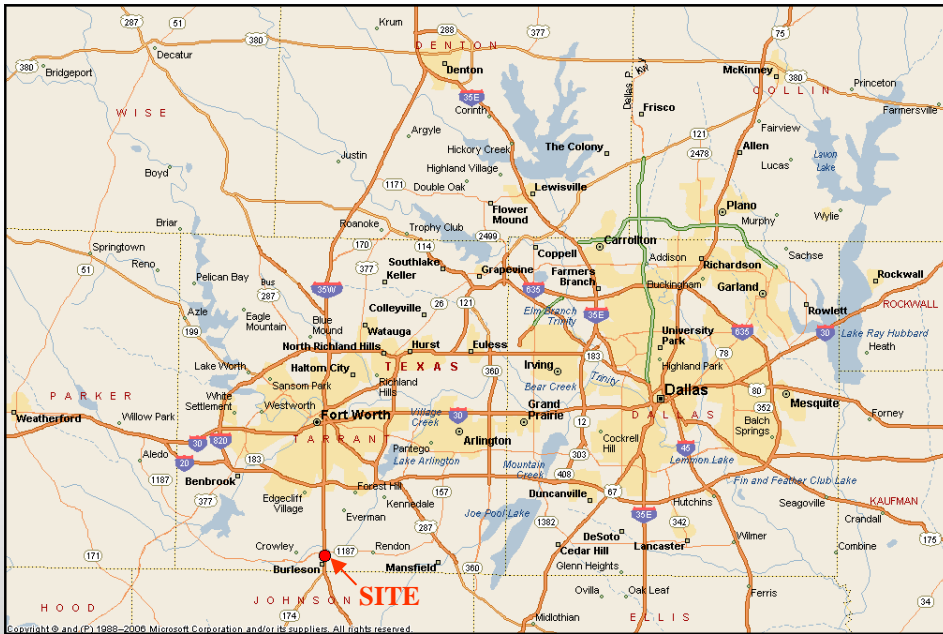 287
51
Krum
288
377
75
380
DENTON
Decatur
380
Bridgeport
Denton
McKinney
380
COLLIN
Princeton
Dallas P
kw
y
35E
Corinth
Frisco
Farmersville
WISE
121
Fairview
Argyle
Hickory Creek
The Colony
Allen
2478
Lucas
Lavon
Lake
Justin
Highland Village
Boyd
1171
Double Oak
Lewisville
Flower
Mound
Plano
Murphy
Wylie
Briar
Roanoke
Trophy Club
2499
Springtown
170
114
Coppell
Carrollton
Addison
Sachse
51
Reno
377
Southlake
Keller
Grapevine
Farmers
Branch
Richardson
Pelican Bay
Bus
287
35W
635
Buckingham
Garland
Rockwall
Colleyville
26
121
Elm Branch
Trinity
35E
Rowlett
ROCKWALL
Azle
Eagle
Mountain
Blue
Mound
Watauga
University
Park
635
30
Lake Ray Hubbard
199
North Richland Hills
Hurst
Euless
183
78
Heath
Lake Worth
Haltom City
TEXAS
360
Irving
Trinity
Highland Park
Sansom Park
Richland
Hills
Bear Creek
Dallas
80
PARKER
White
Settlement
Westworth
Fort Worth
Village
Creek
30
Grand
Prairie
DALLAS
352
Mesquite
Weatherford
Willow Park
12
Forney
TARRANT
Arlington
Cockrell
Hill
Balch
Springs
30
820
Pantego
303
45
Aledo
20
183
Lake Arlington
Mountain
Creek
408
Lemmon Lake
1187
Benbrook
Forest Hill
157
Duncanville
67
Fin and Feather Club Lake
377
Edgecliff
Village
Kennedale
Hutchins
Seagoville
KAUFMAN
Everman
287
Joe Pool Lake
1382
35E
342
Crandall
175
171
Crowley
1187
Rendon
DeSoto
Wilmer
Cedar Hill
Lancaster
Combine
Burleson
Mansfield
360
Glenn Heights
SITE
Ovilla
Oak Leaf
Ferris
HOOD
JOHNSON
174
Midlothian
ELLIS
34
Copyright © and (P) 1988–2006 Microsoft Corporation and/or its suppliers. All rights reserved.